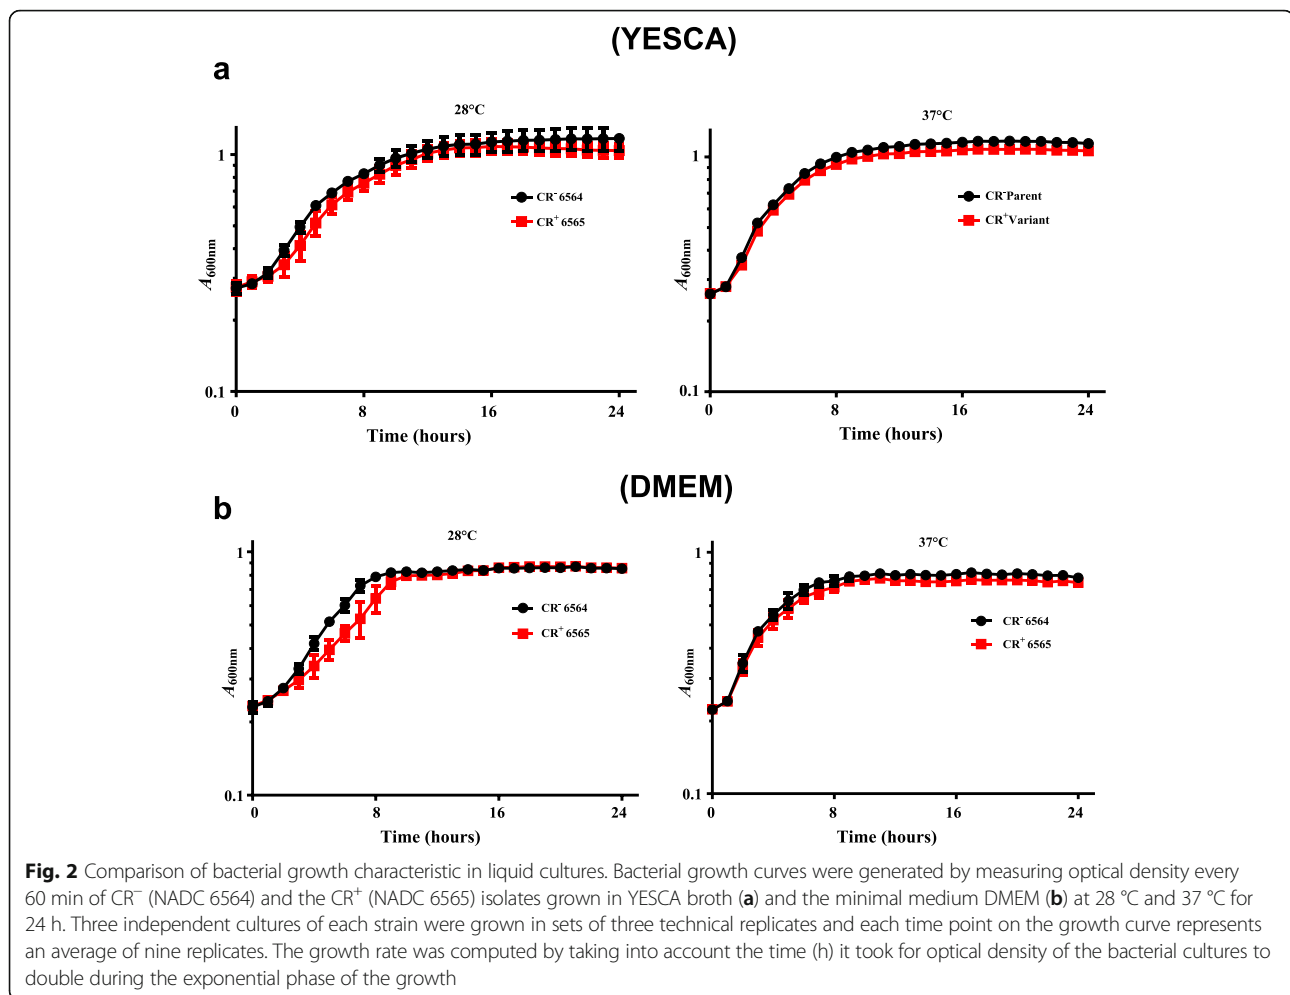 (YESCA)
a
28°C
1
CR⁻ 6564
CR⁺ 6565
A600nm
0.1
0 8 16 24
Time (hours)
37°C
1
CR⁻ Parent
CR⁺ Variant
A600nm
0.1
0 8 16 24
Time (hours)
(DMEM)
b
28°C
1
CR⁻ 6564
CR⁺ 6565
A600nm
0.1
0 8 16 24
Time (hours)
37°C
1
CR⁻ 6564
CR⁺ 6565
A600nm
0.1
0 8 16 24
Time (hours)
Fig. 2 Comparison of bacterial growth characteristic in liquid cultures. Bacterial growth curves were generated by measuring optical density every
60 min of CR⁻ (NADC 6564) and the CR⁺ (NADC 6565) isolates grown in YESCA broth (a) and the minimal medium DMEM (b) at 28 °C and 37 °C for
24 h. Three independent cultures of each strain were grown in sets of three technical replicates and each time point on the growth curve represents
an average of nine replicates. The growth rate was computed by taking into account the time (h) it took for optical density of the bacterial cultures to
double during the exponential phase of the growth